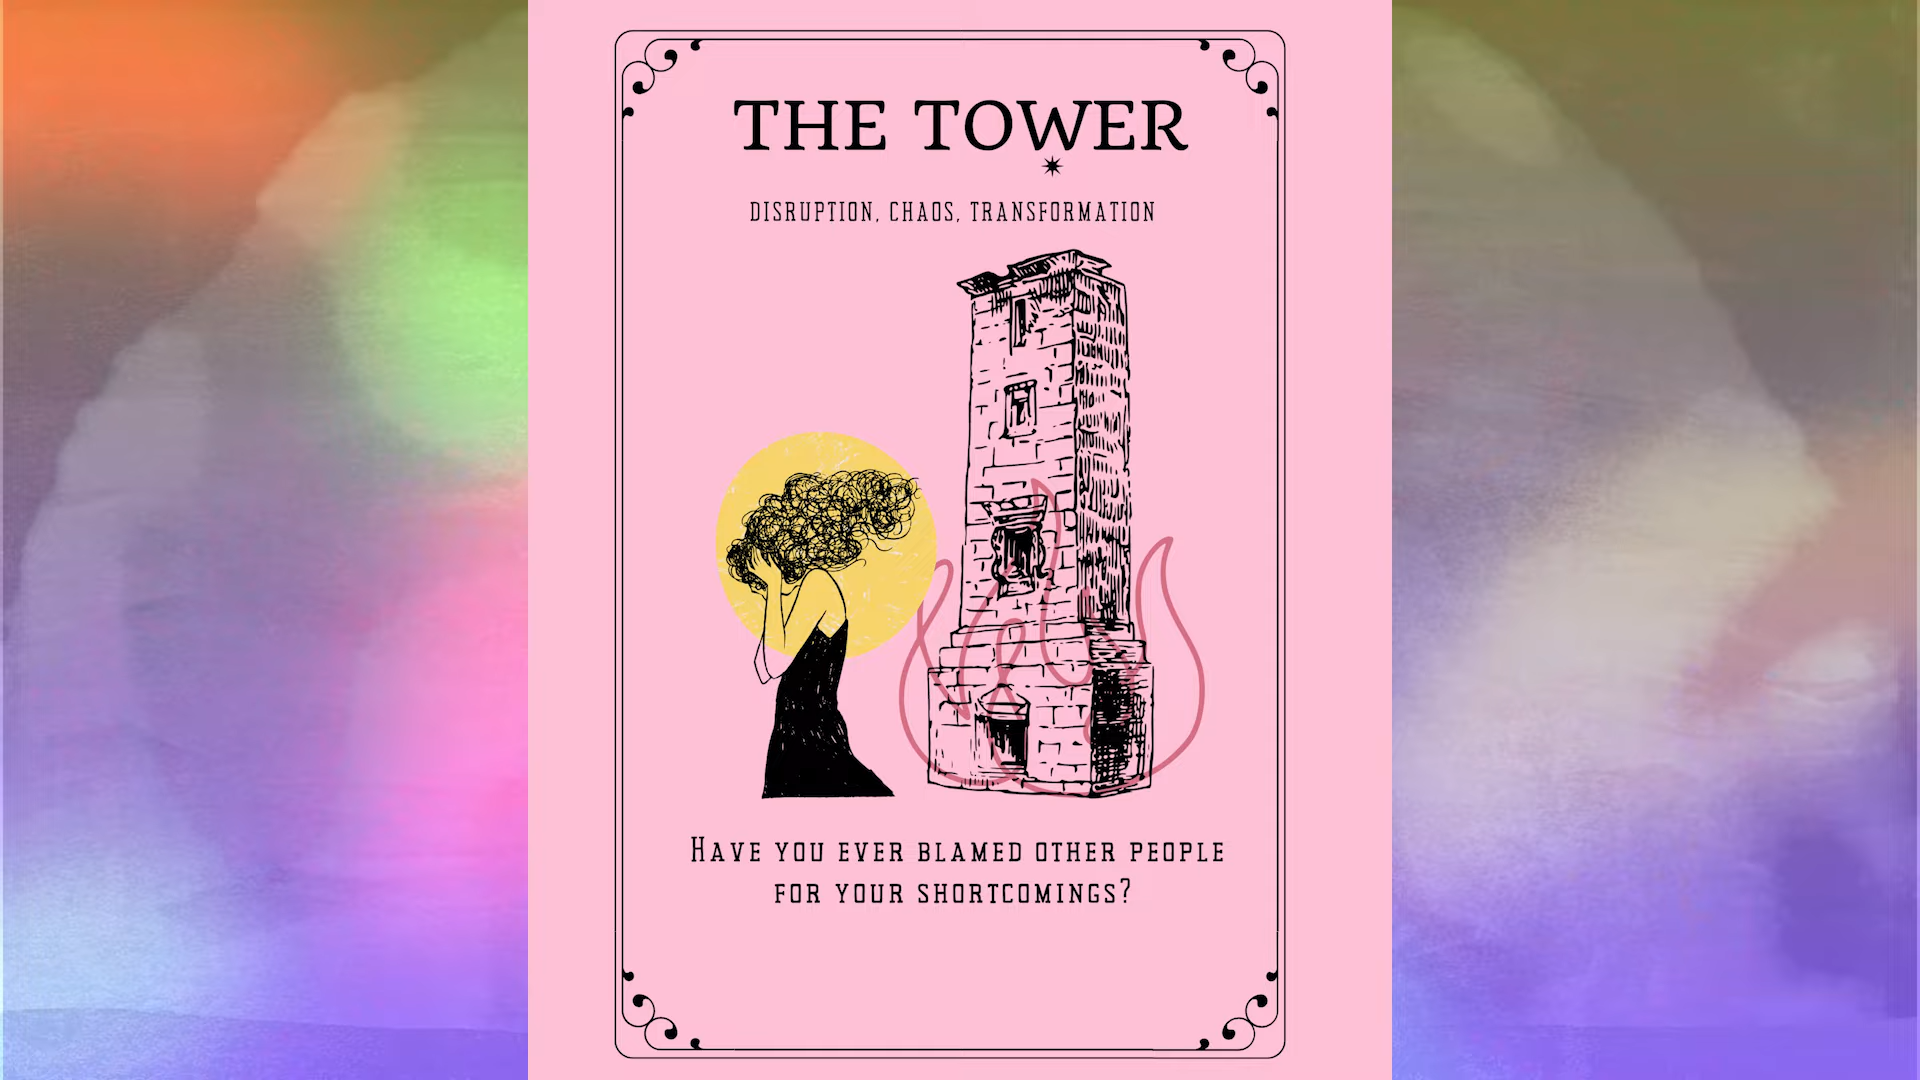 THE TOWER
DISRUPTION, CHAOS, TRANSFORMATION
HAVE YOU EVER BLAMED OTHER PEOPLE
FOR YOUR SHORTCOMINGS?